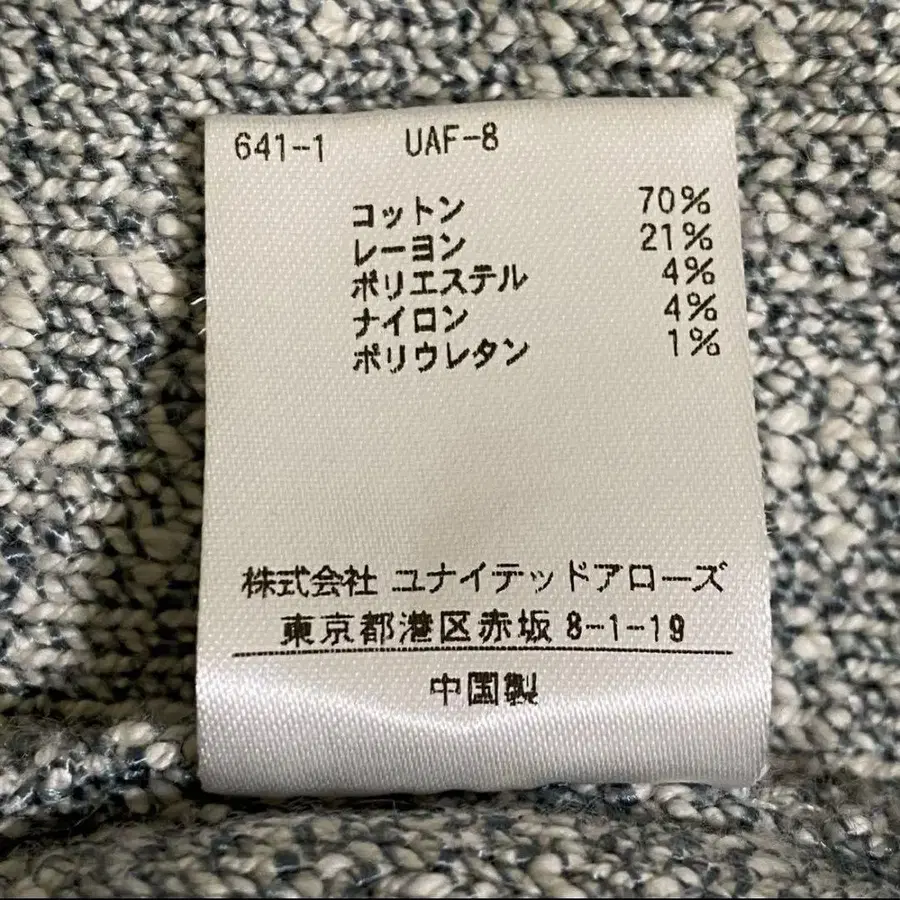 641-1 UAF-8
コットン 70%
レーヨン 21%
ポリエステル 4%
ナイロン 4%
ポリウレタン 1%
株式会社 ユナイテッドアローズ
東京都港区赤坂 8-1-19
中国製